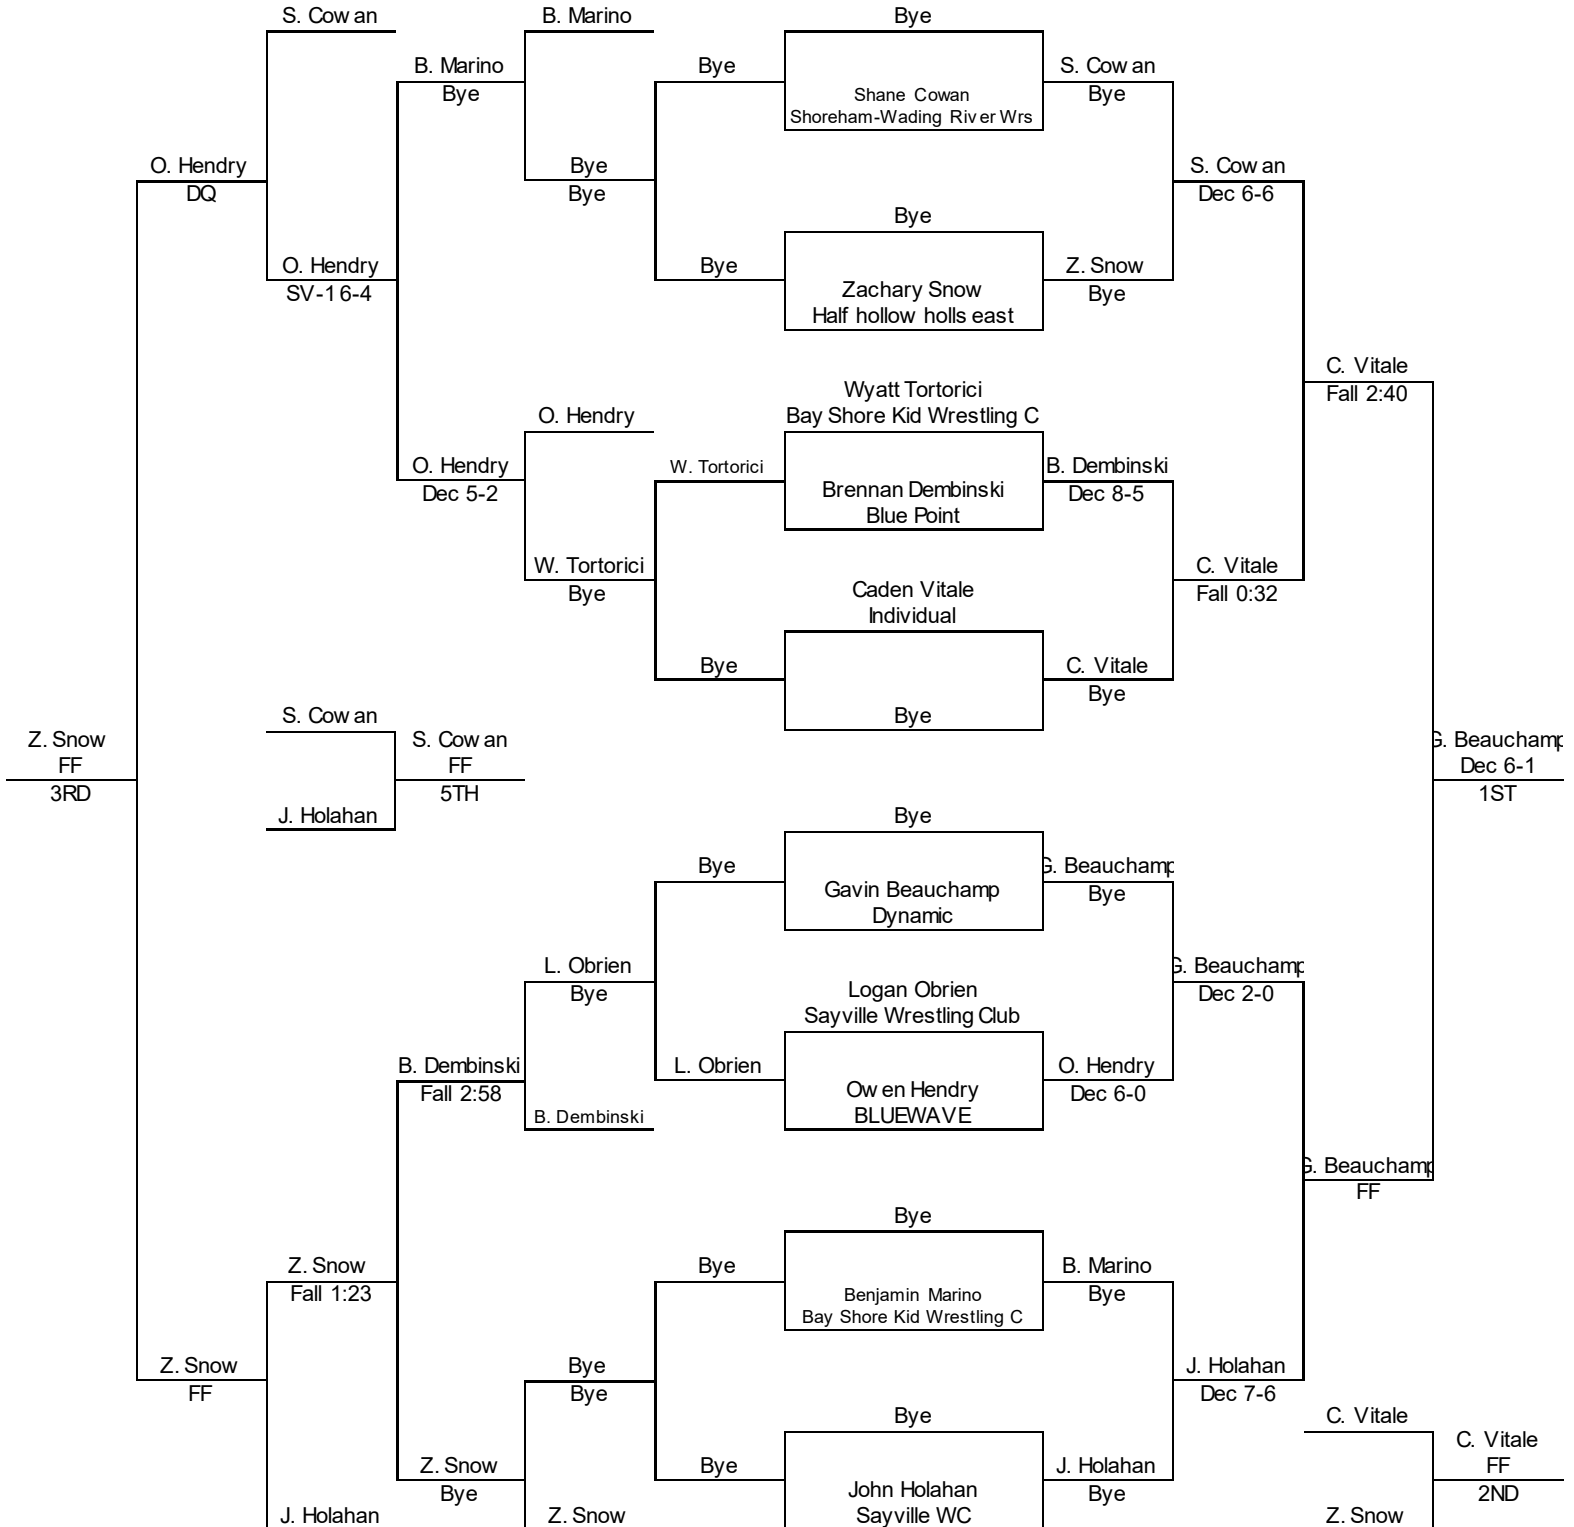 S. Cowan
B. Marino
Bye
B. Marino
Bye
Bye
S. Cowan
Bye
Shane Cowan
Shoreham-Wading River Wrs
Bye
O. Hendry
DQ
Bye
Bye
S. Cowan
Dec 6-6
Bye
O. Hendry
SV-1 6-4
Bye
Z. Snow
Bye
Zachary Snow
Half hollow holls east
C. Vitale
Fall 2:40
Wyatt Tortorici
Bay Shore Kid Wrestling C
O. Hendry
O. Hendry
Dec 5-2
W. Tortorici
B. Dembinski
Dec 8-5
Brennan Dembinski
Blue Point
W. Tortorici
Bye
C. Vitale
Fall 0:32
Caden Vitale
Individual
Bye
C. Vitale
Bye
Bye
S. Cowan
Z. Snow
FF
3RD
S. Cowan
FF
5TH
G. Beauchamp
Dec 6-1
1ST
J. Holahan
Bye
Bye
G. Beauchamp
Bye
Gavin Beauchamp
Dynamic
L. Obrien
Bye
G. Beauchamp
Dec 2-0
Logan Obrien
Sayville Wrestling Club
B. Dembinski
Fall 2:58
L. Obrien
O. Hendry
Dec 6-0
Owen Hendry
BLUEWAVE
B. Dembinski
G. Beauchamp
FF
Bye
Z. Snow
Fall 1:23
Bye
B. Marino
Bye
Benjamin Marino
Bay Shore Kid Wrestling C
Z. Snow
FF
Bye
Bye
J. Holahan
Dec 7-6
Bye
C. Vitale
C. Vitale
FF
2ND
Z. Snow
Bye
Bye
J. Holahan
Bye
John Holahan
Sayville WC
J. Holahan
Z. Snow
Z. Snow